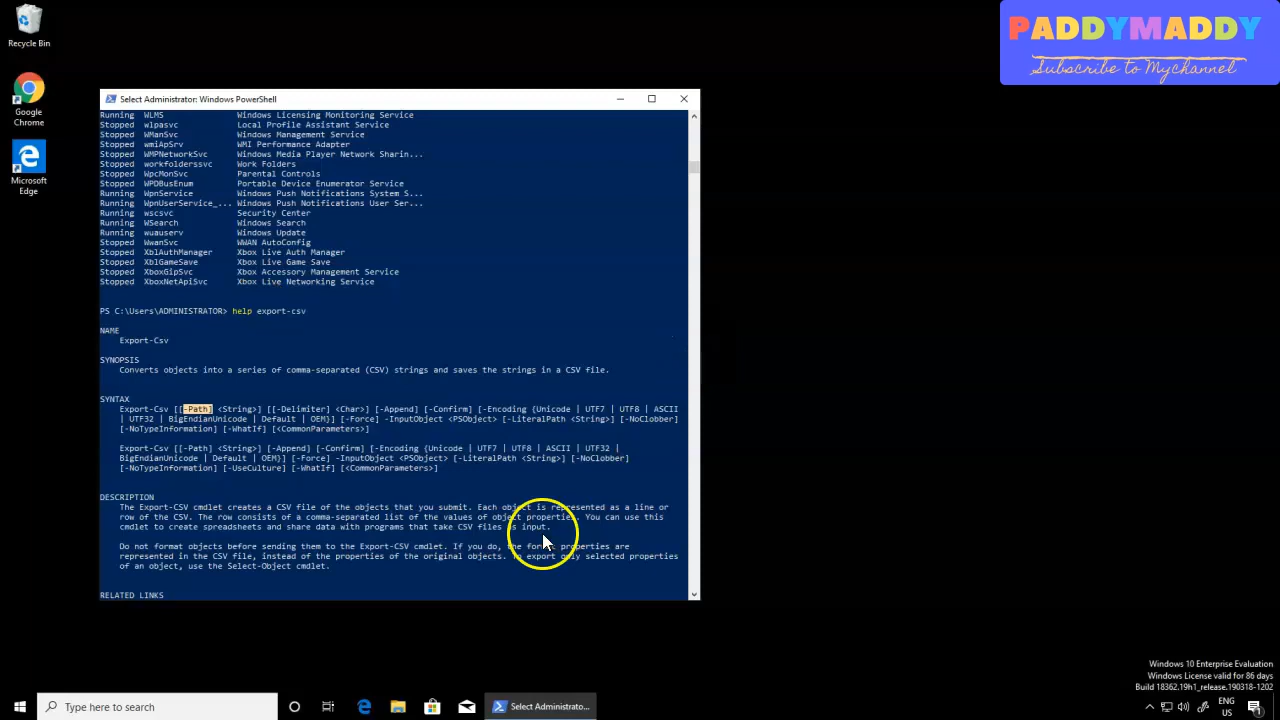 Recycle Bin
Google
Chrome
Microsoft
Edge
PADDYMADDY
Subscribe to Mychannel
Select Administrator: Windows PowerShell
Running WLMS Windows Licensing Monitoring Service
Stopped wlpasvc Local Profile Assistant Service
Stopped WManSvc Windows Management Service
Stopped wmiApSrv WMI Performance Adapter
Stopped WMPNetworkSvc Windows Media Player Network Sharin...
Stopped workfolderssvc Work Folders
Stopped WpcMonSvc Parental Controls
Stopped WPDBusEnum Portable Device Enumerator Service
Running WpnService Windows Push Notifications System S...
Running WpnUserService_... Windows Push Notifications User Ser...
Running wscsvc Security Center
Running WSearch Windows Search
Running wuauserv Windows Update
Stopped WwanSvc WWAN AutoConfig
Stopped XblAuthManager Xbox Live Auth Manager
Stopped XblGameSave Xbox Live Game Save
Stopped XboxGipSvc Xbox Accessory Management Service
Stopped XboxNetApiSvc Xbox Live Networking Service
PS C:\Users\ADMINISTRATOR> help export-csv
NAME
Export-Csv
SYNOPSIS
Converts objects into a series of comma-separated (CSV) strings and saves the strings in a CSV file.
SYNTAX
Export-Csv [[-Path] <String>] [[-Delimiter] <Char>] [-Append] [-Confirm] [-Encoding {Unicode | UTF7 | UTF8 | ASCII
| UTF32 | BigEndianUnicode | Default | OEM}] [-Force] -InputObject <PSObject> [-LiteralPath <String>] [-NoClobber]
[-NoTypeInformation] [-WhatIf] [<CommonParameters>]
Export-Csv [[-Path] <String>] [-Append] [-Confirm] [-Encoding {Unicode | UTF7 | UTF8 | ASCII | UTF32 |
BigEndianUnicode | Default | OEM}] [-Force] -InputObject <PSObject> [-LiteralPath <String>] [-NoClobber]
[-NoTypeInformation] [-UseCulture] [-WhatIf] [<CommonParameters>]
DESCRIPTION
The Export-CSV cmdlet creates a CSV file of the objects that you submit. Each object is represented as a line or
row of the CSV. The row consists of a comma-separated list of the values of object properties. You can use this
cmdlet to create spreadsheets and share data with programs that take CSV files as input.
Do not format objects before sending them to the Export-CSV cmdlet. If you do, the format properties are
represented in the CSV file, instead of the properties of the original objects. To export only selected properties
of an object, use the Select-Object cmdlet.
RELATED LINKS
Windows 10 Enterprise Evaluation
Windows License valid for 86 days
Build 18362.19h1_release.190318-1202
Type here to search
Select Administrato...
ENG
US
1